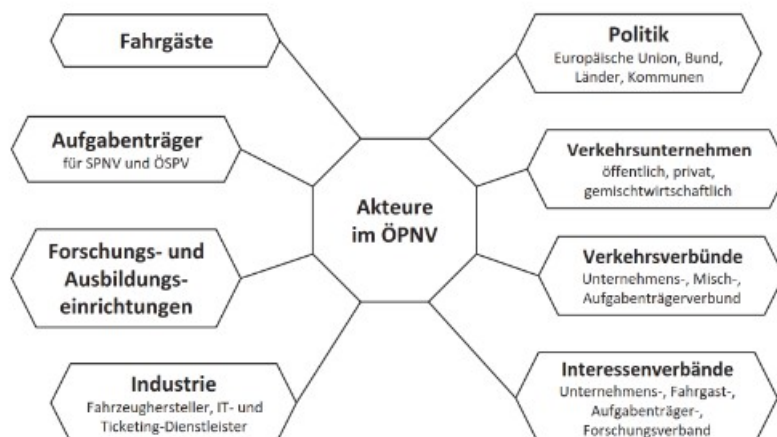 Fahrgäste
Politik
Europäische Union, Bund,
Länder, Kommunen
Aufgabenträger
für SPNV und ÖSPV
Verkehrsunternehmen
öffentlich, privat,
gemischtwirtschaftlich
Akteure
im ÖPNV
Forschungs- und
Ausbildungs-
einrichtungen
Verkehrsverbünde
Unternehmens-, Misch-,
Aufgabenträgerverbund
Industrie
Fahrzeughersteller, IT- und
Ticketing-Dienstleister
Interessenverbände
Unternehmens-, Fahrgast-,
Aufgabenträger-,
Forschungsverband